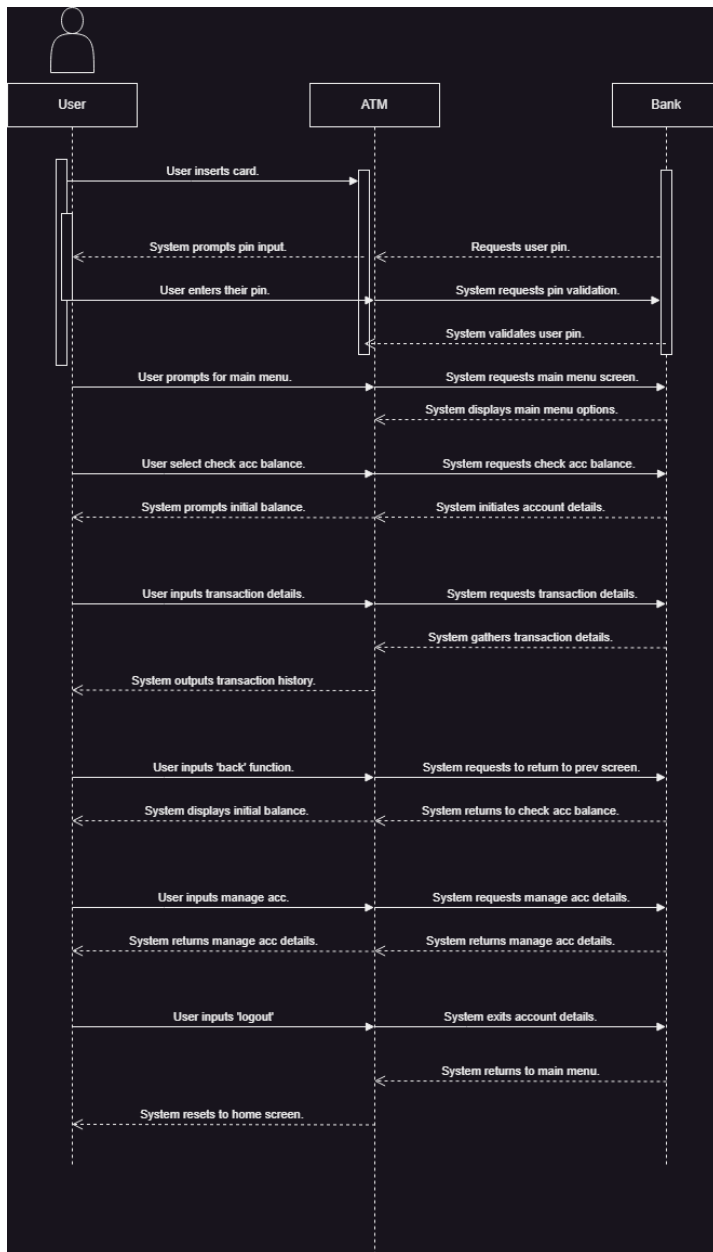 User
ATM
Bank
User inserts card.
System prompts pin input.
Requests user pin.
User enters their pin.
System requests pin validation.
System validates user pin.
User prompts for main menu.
System requests main menu screen.
System displays main menu options.
User select check acc balance.
System requests check acc balance.
System prompts initial balance.
System initiates account details.
User inputs transaction details.
System requests transaction details.
System gathers transaction details.
System outputs transaction history.
User inputs 'back' function.
System requests to return to prev screen.
System displays initial balance.
System returns to check acc balance.
User inputs manage acc.
System requests manage acc details.
System returns manage acc details.
System returns manage acc details.
User inputs 'logout'
System exits account details.
System returns to main menu.
System resets to home screen.